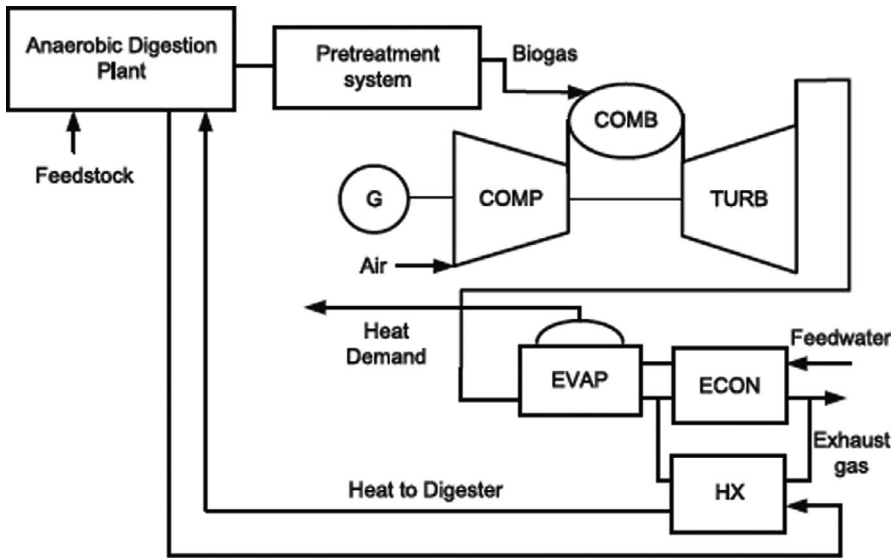 Anaerobic Digestion
Plant
Pretreatment
system
Biogas
COMB
Feedstock
G
COMP
TURB
Air
Heat
Demand
Feedwater
EVAP
ECON
Exhaust
gas
Heat to Digester
HX